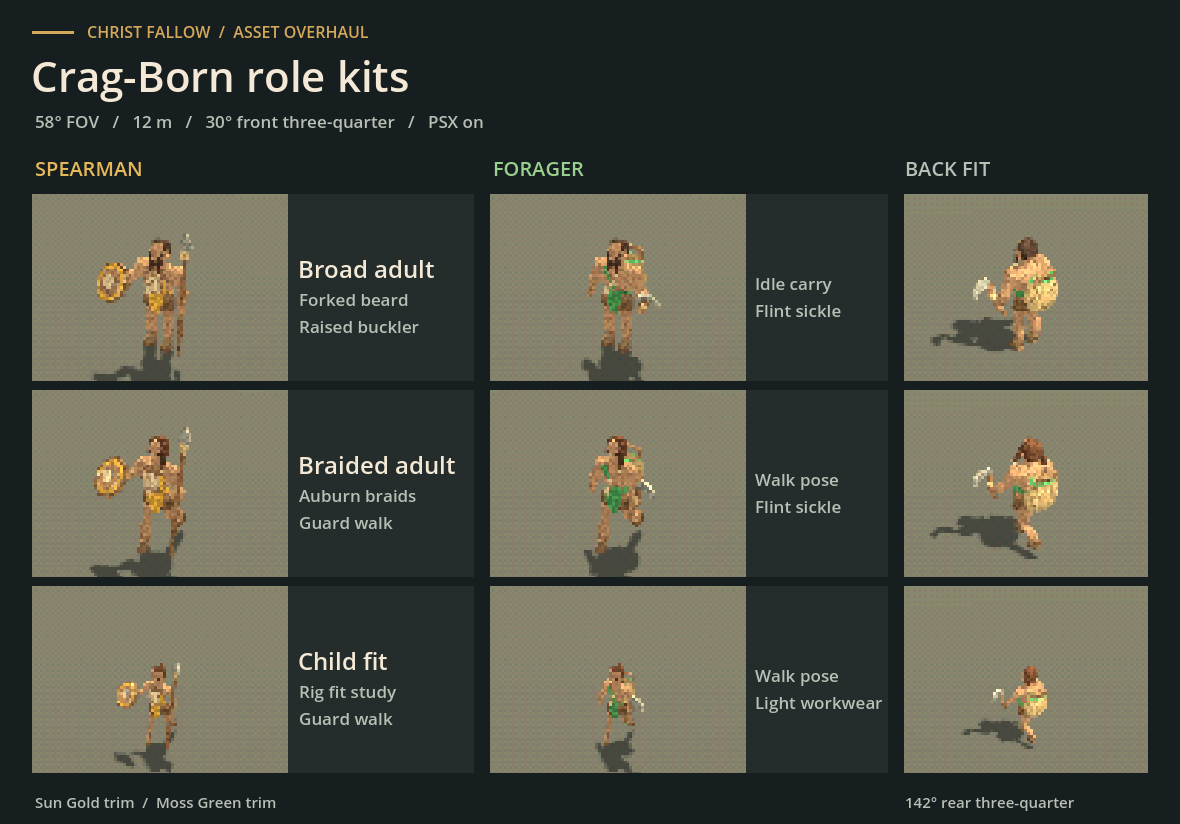 CHRIST FALLOW / ASSET OVERHAUL
Crag-Born role kits
58° FOV / 12 m / 30° front three-quarter / PSX on
SPEARMAN
FORAGER
BACK FIT
Broad adult
Forked beard
Raised buckler
Idle carry
Flint sickle
Braided adult
Auburn braids
Guard walk
Walk pose
Flint sickle
Child fit
Rig fit study
Guard walk
Walk pose
Light workwear
Sun Gold trim / Moss Green trim
142° rear three-quarter